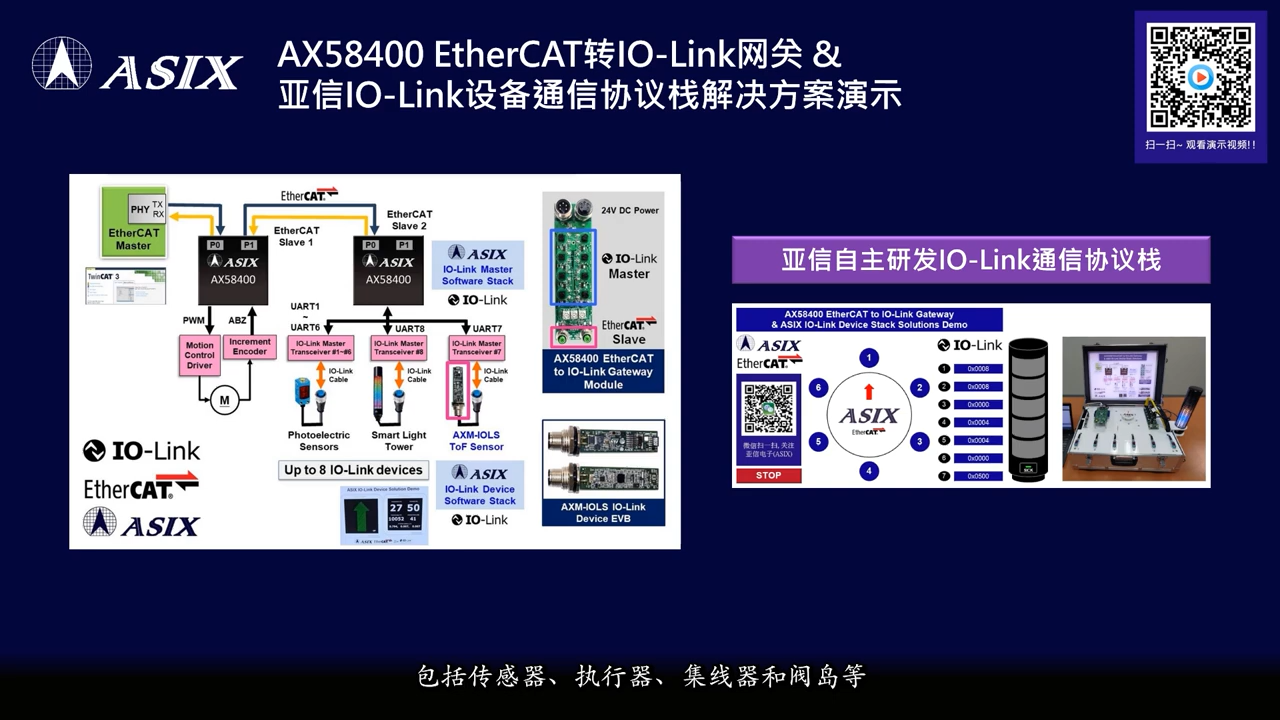 ASIX
AX58400 EtherCAT转IO-Link网关 &
亚信IO-Link设备通信协议栈解决方案演示
扫一扫~ 观看演示视频!!
PHY
TX
RX
EtherCAT
Master
EtherCAT
EtherCAT
Slave 1
EtherCAT
Slave 2
P0
P1
ASIX
AX58400
P0
P1
ASIX
AX58400
TwinCAT 3
ASIX
IO-Link Master
Software Stack
IO-Link
PWM
ABZ
UART1
~
UART6
UART8
UART7
Motion
Control
Driver
Increment
Encoder
M
IO-Link Master
Transceiver #1~#6
IO-Link Master
Transceiver #8
IO-Link Master
Transceiver #7
IO-Link
Cable
IO-Link
Cable
IO-Link
Cable
Photoelectric
Sensors
Smart Light
Tower
AXM-IOLS
ToF Sensor
Up to 8 IO-Link devices
IO-Link
EtherCAT
ASIX
ASIX IO-Link Device Solution Demo
27 50
10053 41
ASIX
IO-Link Device
Software Stack
IO-Link
24V DC Power
IO-Link
Master
EtherCAT
Slave
AX58400 EtherCAT
to IO-Link Gateway
Module
AXM-IOLS IO-Link
Device EVB
亚信自主研发IO-Link通信协议栈
AX58400 EtherCAT to IO-Link Gateway
& ASIX IO-Link Device Stack Solutions Demo
ASIX
EtherCAT
微信扫一扫, 关注
亚信电子(ASIX)
STOP
1
2
3
4
5
6
ASIX
EtherCAT
IO-Link
1 0x0008
2 0x0008
3 0x0000
4 0x0004
5 0x0004
6 0x0000
7 0x0500
SICK
包括传感器、执行器、集线器和阀岛等